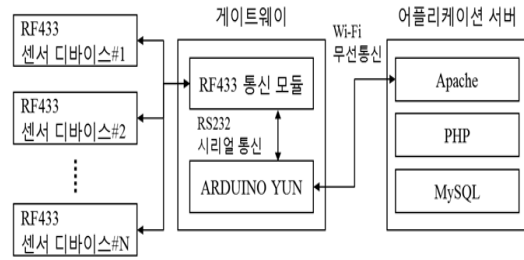 RF433
센서 디바이스#1
RF433
센서 디바이스#2
RF433
센서 디바이스#N
게이트웨이
RF433 통신 모듈
RS232
시리얼 통신
ARDUINO YUN
Wi-Fi
무선통신
어플리케이션 서버
Apache
PHP
MySQL